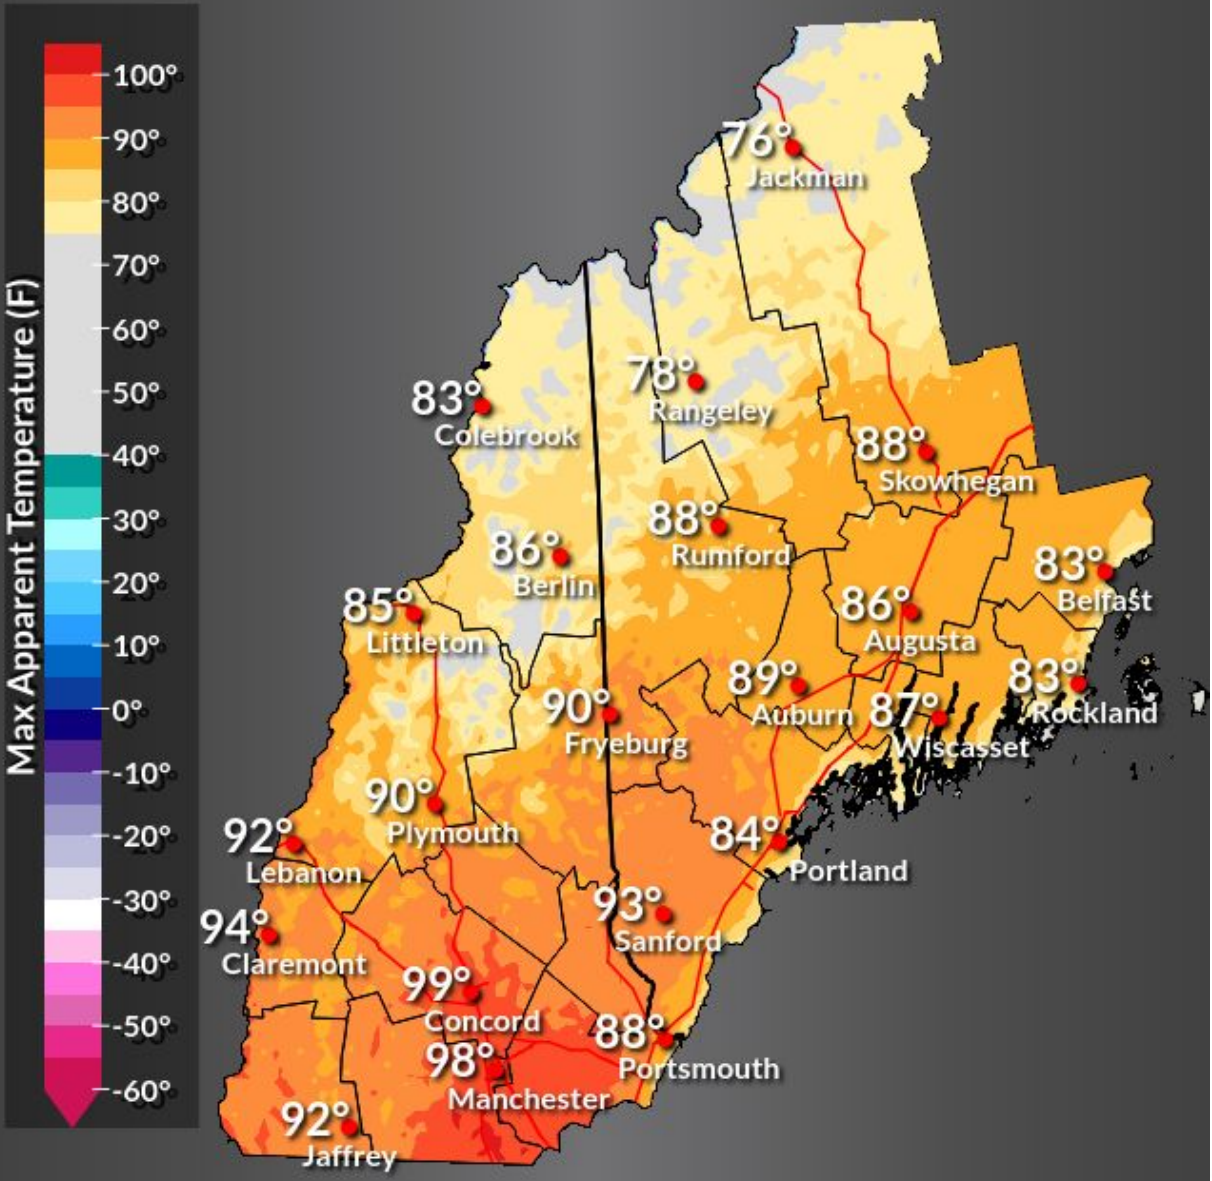 Max Apparent Temperature (F)
100°
90°
80°
70°
60°
50°
40°
30°
20°
10°
0°
-10°
-20°
-30°
-40°
-50°
-60°
76°
Jackman
78°
Rangeley
83°
Colebrook
88°
Skowhegan
88°
Rumford
86°
Berlin
83°
Belfast
85°
Littleton
86°
Augusta
89°
Auburn
83°
Rockland
90°
Fryeburg
87°
Wiscasset
90°
Plymouth
92°
Lebanon
84°
Portland
93°
Sanford
94°
Claremont
99°
Concord
88°
Portsmouth
98°
Manchester
92°
Jaffrey